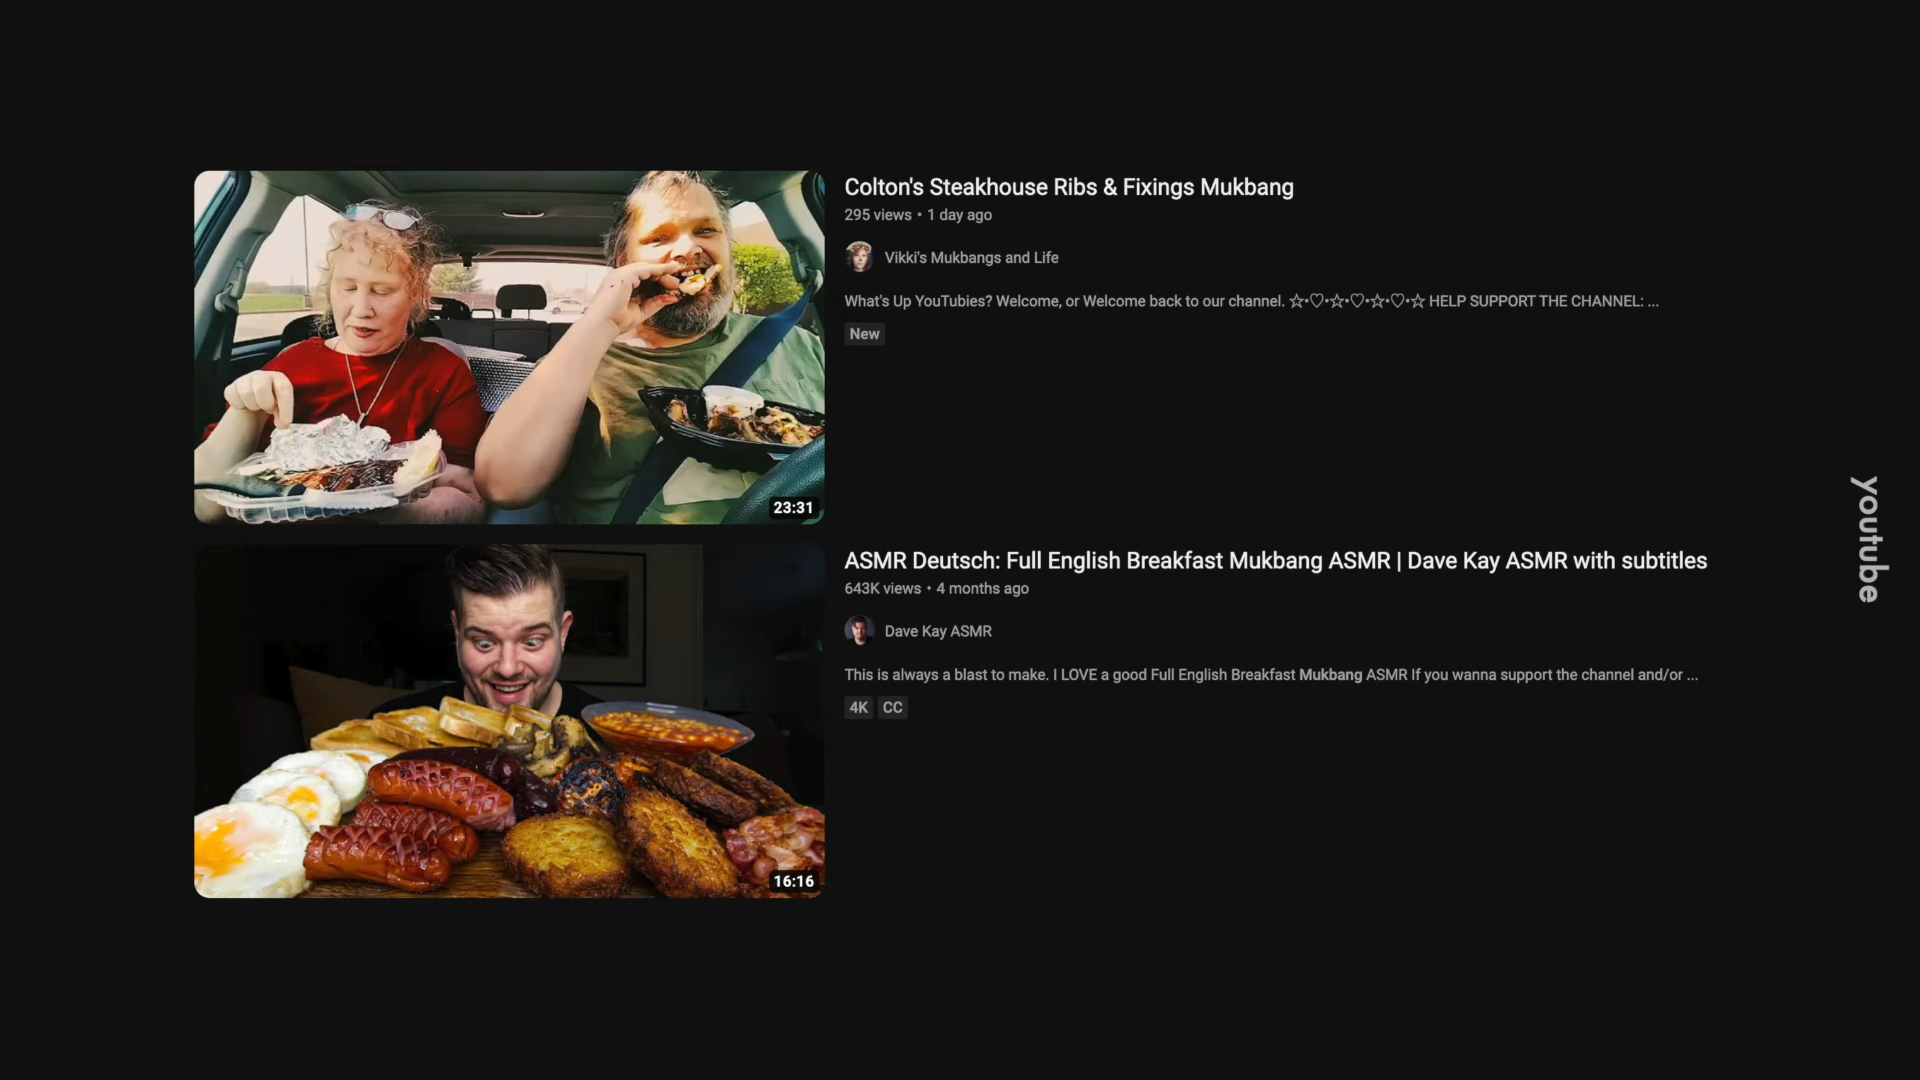 Colton's Steakhouse Ribs & Fixings Mukbang
295 views • 1 day ago
Vikki's Mukbangs and Life
What's Up YouTubies? Welcome, or Welcome back to our channel. ☆•♡•☆•♡•☆•♡•☆ HELP SUPPORT THE CHANNEL: ...
New
23:31
ASMR Deutsch: Full English Breakfast Mukbang ASMR | Dave Kay ASMR with subtitles
643K views • 4 months ago
Dave Kay ASMR
This is always a blast to make. I LOVE a good Full English Breakfast Mukbang ASMR If you wanna support the channel and/or ...
4K CC
16:16
youtube